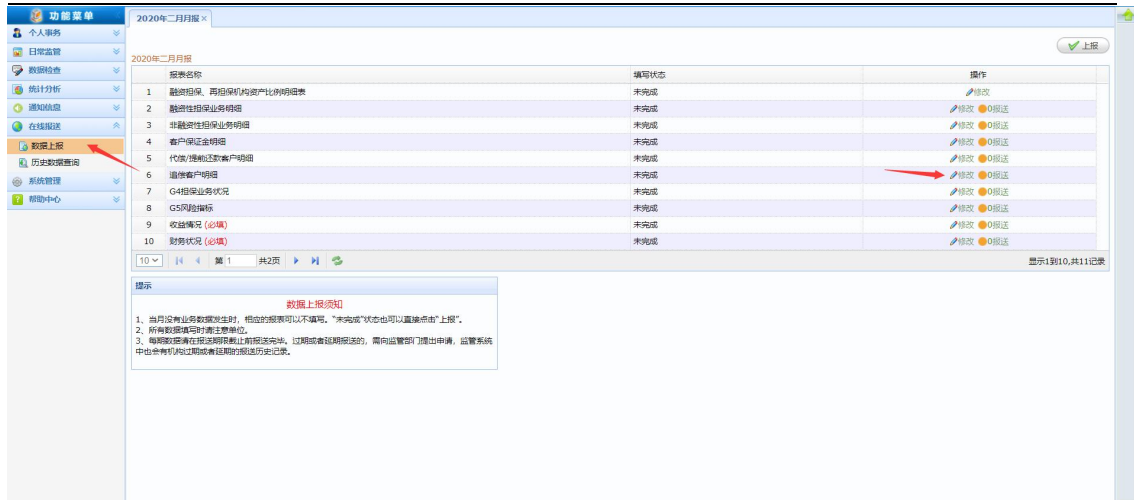 功能菜单
个人事务
日常监管
数据检查
统计分析
通知信息
在线报送
数据上报
历史数据查询
系统管理
帮助中心
2020年二月月报×
上报
2020年二月月报
报表名称 填写状态 操作
1 融资担保、再担保机构资产比例明细表 未完成 修改
2 融资性担保业务明细 未完成 修改 0报送
3 非融资性担保业务明细 未完成 修改 0报送
4 客户保证金明细 未完成 修改 0报送
5 代偿/提前还款客户明细 未完成 修改 0报送
6 追偿客户明细 未完成 修改 0报送
7 G4担保业务状况 未完成 修改 0报送
8 G5风险指标 未完成 修改 0报送
9 收益情况 (必填) 未完成 修改 0报送
10 财务状况 (必填) 未完成 修改 0报送
10 第 1 共2页 显示1到10,共11记录
提示
数据上报须知
1、当月没有业务数据发生时，相应的报表可以不填写。“未完成”状态也可以直接点击“上报”。
2、所有数据填写时请注意单位。
3、每期数据请在报送期限截止前报送完毕。过期或者延期报送的，需向监管部门提出申请，监管系统
中也会有机构过期或者延期的报送历史记录。